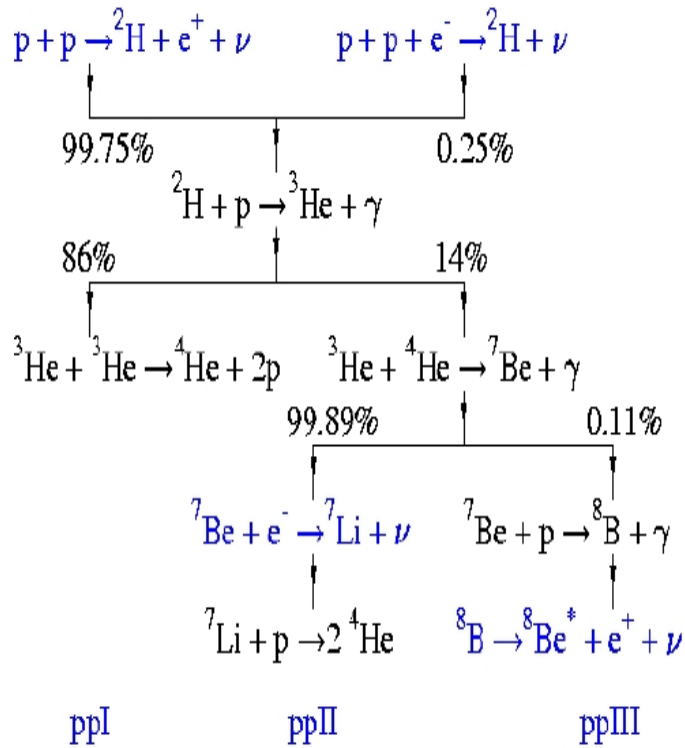 p + p → ²H + e⁺ + ν p + p + e⁻ → ²H + ν
99.75% 0.25%
²H + p → ³He + γ
86% 14%
³He + ³He → ⁴He + 2p ³He + ⁴He → ⁷Be + γ
99.89% 0.11%
⁷Be + e⁻ → ⁷Li + ν ⁷Be + p → ⁸B + γ
⁷Li + p → 2 ⁴He ⁸B → ⁸Be* + e⁺ + ν
ppI ppII ppIII